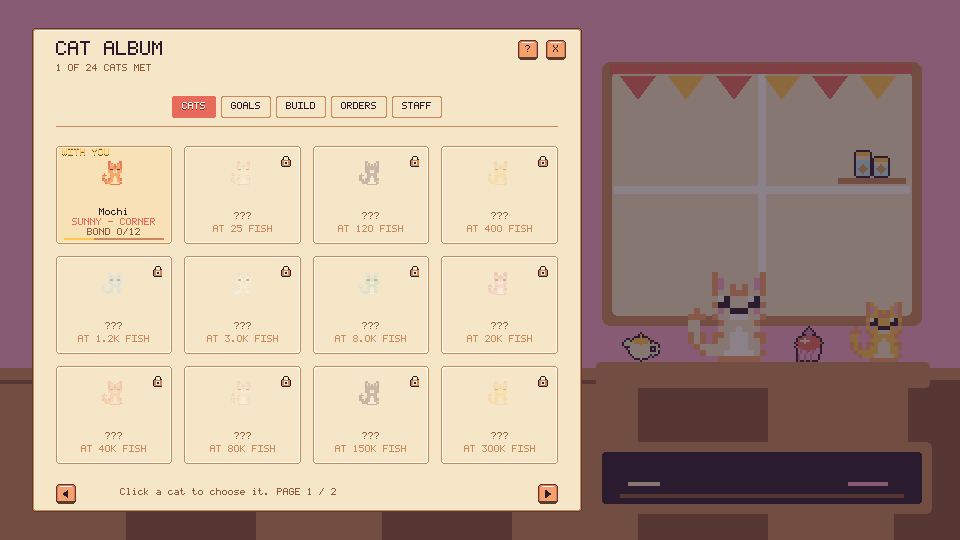 CAT ALBUM
1 OF 24 CATS MET
? X
CATS GOALS BUILD ORDERS STAFF
WITH YOU
Mochi
SUNNY - CORNER
BOND 0/12
???
AT 25 FISH
???
AT 120 FISH
???
AT 400 FISH
???
AT 1.2K FISH
???
AT 3.0K FISH
???
AT 8.0K FISH
???
AT 20K FISH
???
AT 40K FISH
???
AT 80K FISH
???
AT 150K FISH
???
AT 300K FISH
Click a cat to choose it. PAGE 1 / 2